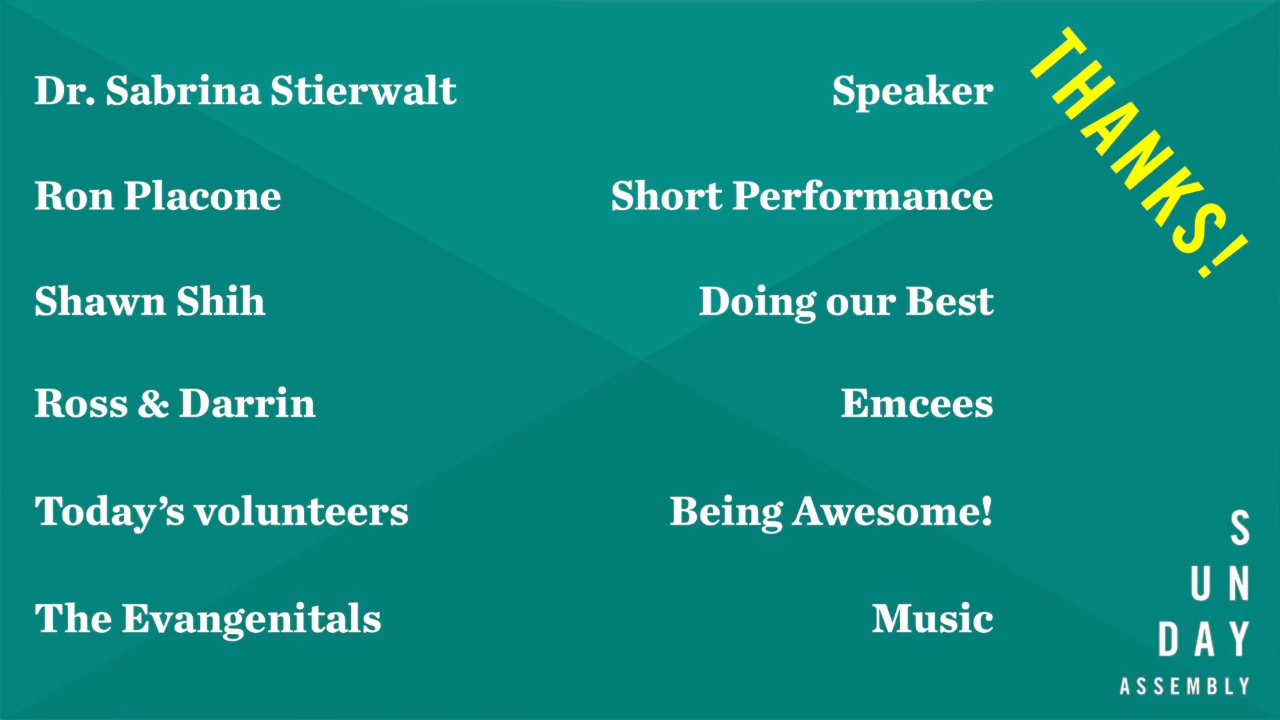 Dr. Sabrina Stierwalt Speaker
Ron Placone Short Performance
Shawn Shih Doing our Best
Ross & Darrin Emcees
Today’s volunteers Being Awesome!
The Evangenitals Music
THANKS!
S
UN
DAY
ASSEMBLY